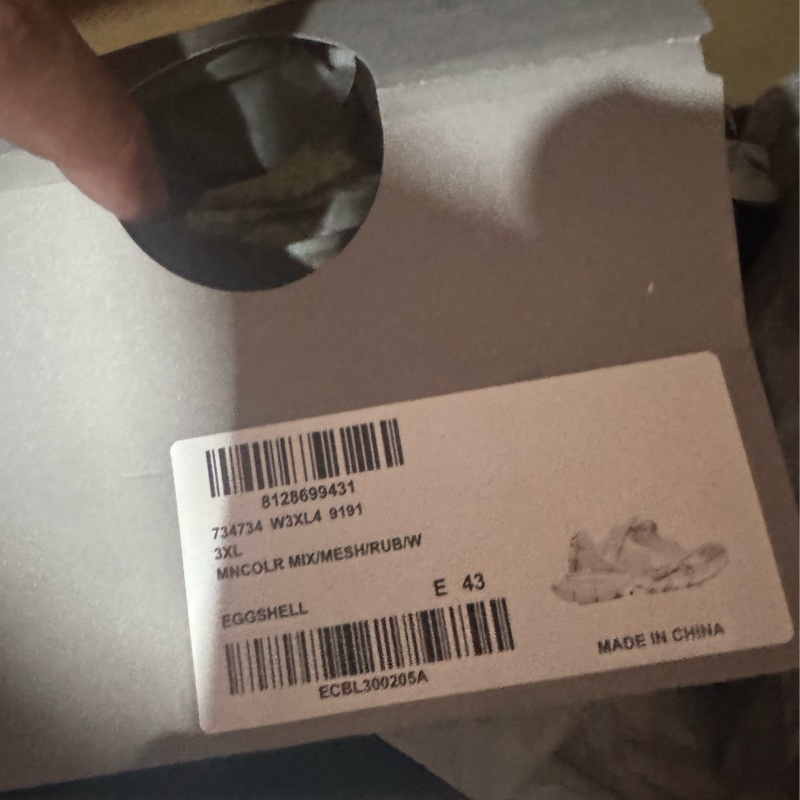 8128699431
734734 W3XL4 9191
3XL
MNCOLR MIX/MESH/RUB/W
E 43
EGGSHELL
ECBL300205A
MADE IN CHINA